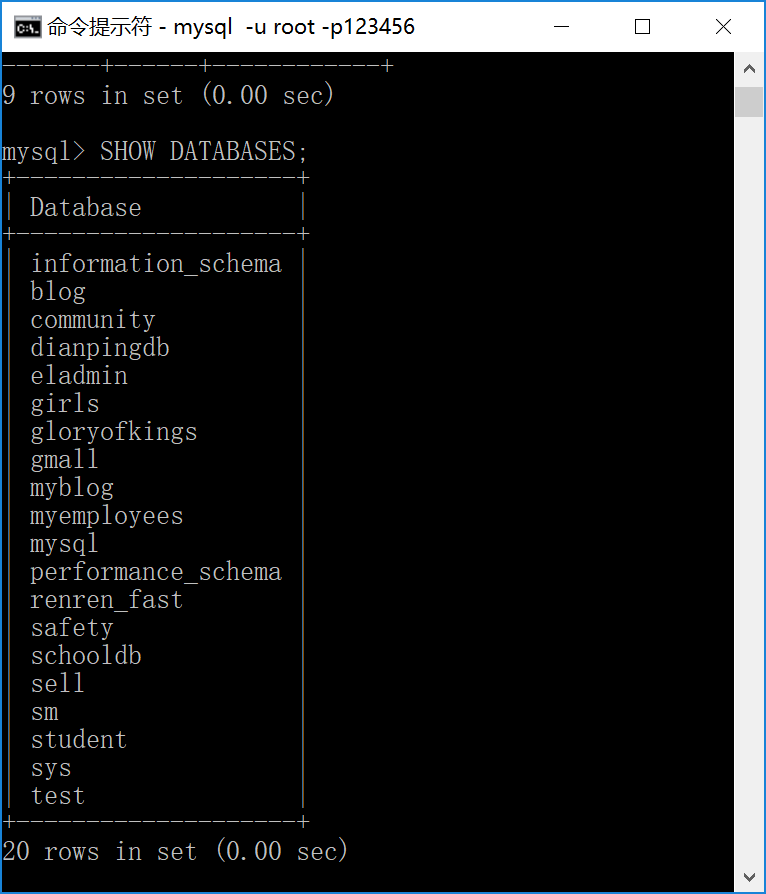 命令提示符 - mysql  -u root -p123456
-------+------+------------+
9 rows in set (0.00 sec)
mysql> SHOW DATABASES;
+--------------------+
| Database           |
+--------------------+
| information_schema |
| blog               |
| community          |
| dianpingdb         |
| eladmin            |
| girls              |
| gloryofkings       |
| gmall              |
| myblog             |
| myemployees        |
| mysql              |
| performance_schema |
| renren_fast        |
| safety             |
| schooldb           |
| sell               |
| sm                 |
| student            |
| sys                |
| test               |
+--------------------+
20 rows in set (0.00 sec)